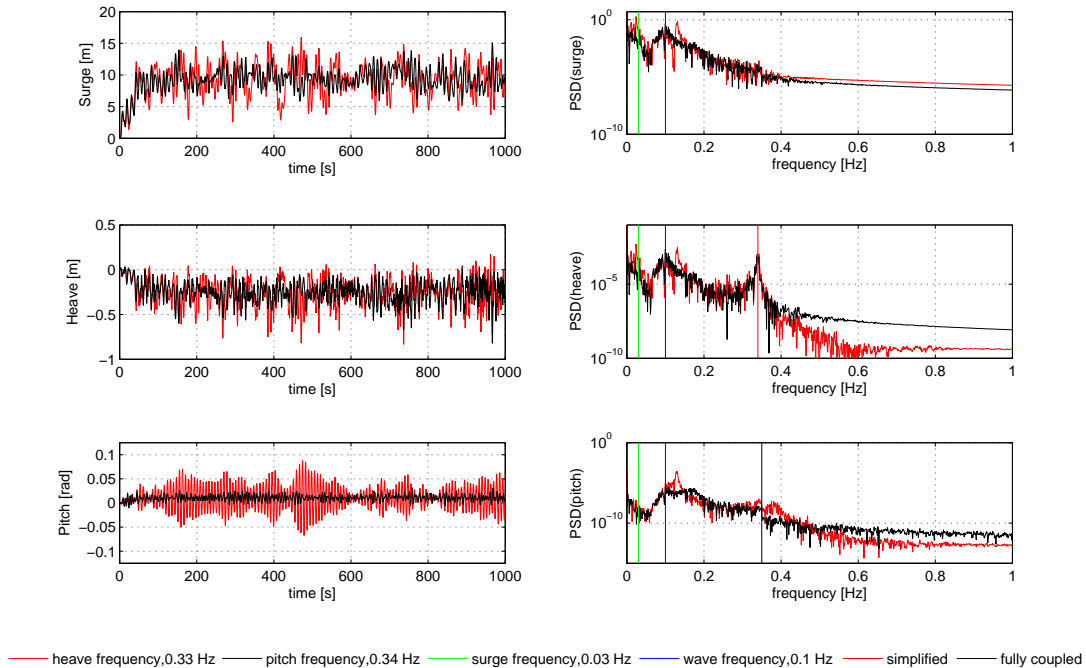 20
15
10
5
0
Surge [m]
0 200 400 600 800 1000
time [s]
10^0
10^−10
PSD(surge)
0 0.2 0.4 0.6 0.8 1
frequency [Hz]
0.5
0
−0.5
−1
Heave [m]
0 200 400 600 800 1000
time [s]
10^−5
10^−10
PSD(heave)
0 0.2 0.4 0.6 0.8 1
frequency [Hz]
0.1
0.05
0
−0.05
−0.1
Pitch [rad]
0 200 400 600 800 1000
time [s]
10^0
10^−10
PSD(pitch)
0 0.2 0.4 0.6 0.8 1
frequency [Hz]
heave frequency,0.33 Hz pitch frequency,0.34 Hz surge frequency,0.03 Hz wave frequency,0.1 Hz simplified fully coupled